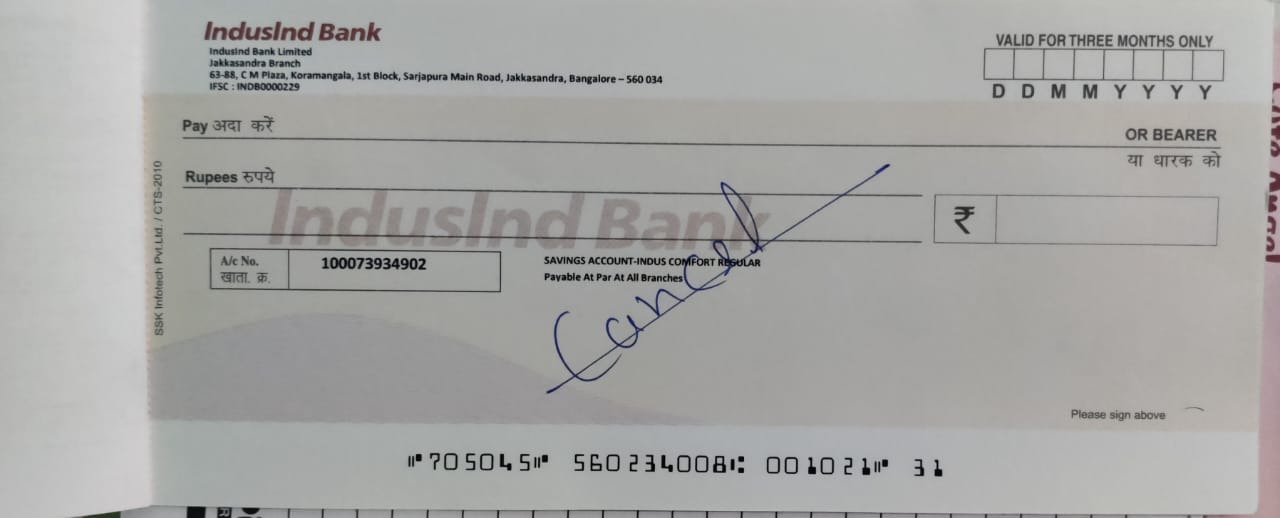 IndusInd Bank
IndusInd Bank Limited
Jakkasandra Branch
63-88, C M Plaza, Koramangala, 1st Block, Sarjapura Main Road, Jakkasandra, Bangalore – 560 034
IFSC : INDB0000229
VALID FOR THREE MONTHS ONLY
D D M M Y Y Y Y
Pay अदा करें
OR BEARER
या धारक को
Rupees रुपये
IndusInd Bank
₹
A/c No.
खाता. क्र.
100073934902
SAVINGS ACCOUNT-INDUS COMFORT REGULAR
Payable At Par At All Branches
Cancel
SSK Infotech Pvt.Ltd. / CTS-2010
Please sign above
⑈705045⑈ 560234008⑆ 001021⑈ 31